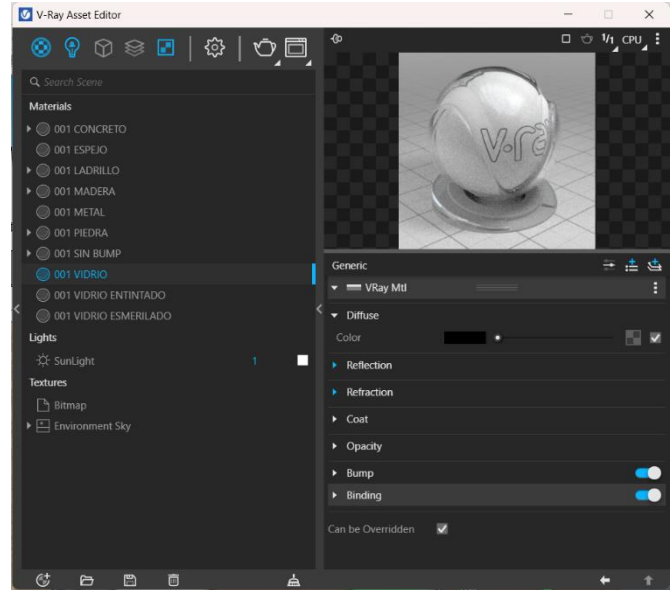 V-Ray Asset Editor
1/1 CPU
Search Scene
Materials
001 CONCRETO
001 ESPEJO
001 LADRILLO
001 MADERA
001 METAL
001 PIEDRA
001 SIN BUMP
001 VIDRIO
001 VIDRIO ENTINTADO
001 VIDRIO ESMERILADO
Lights
SunLight 1
Textures
Bitmap
Environment Sky
v-ray
Generic
VRay Mtl
Diffuse
Color
Reflection
Refraction
Coat
Opacity
Bump
Binding
Can be Overridden